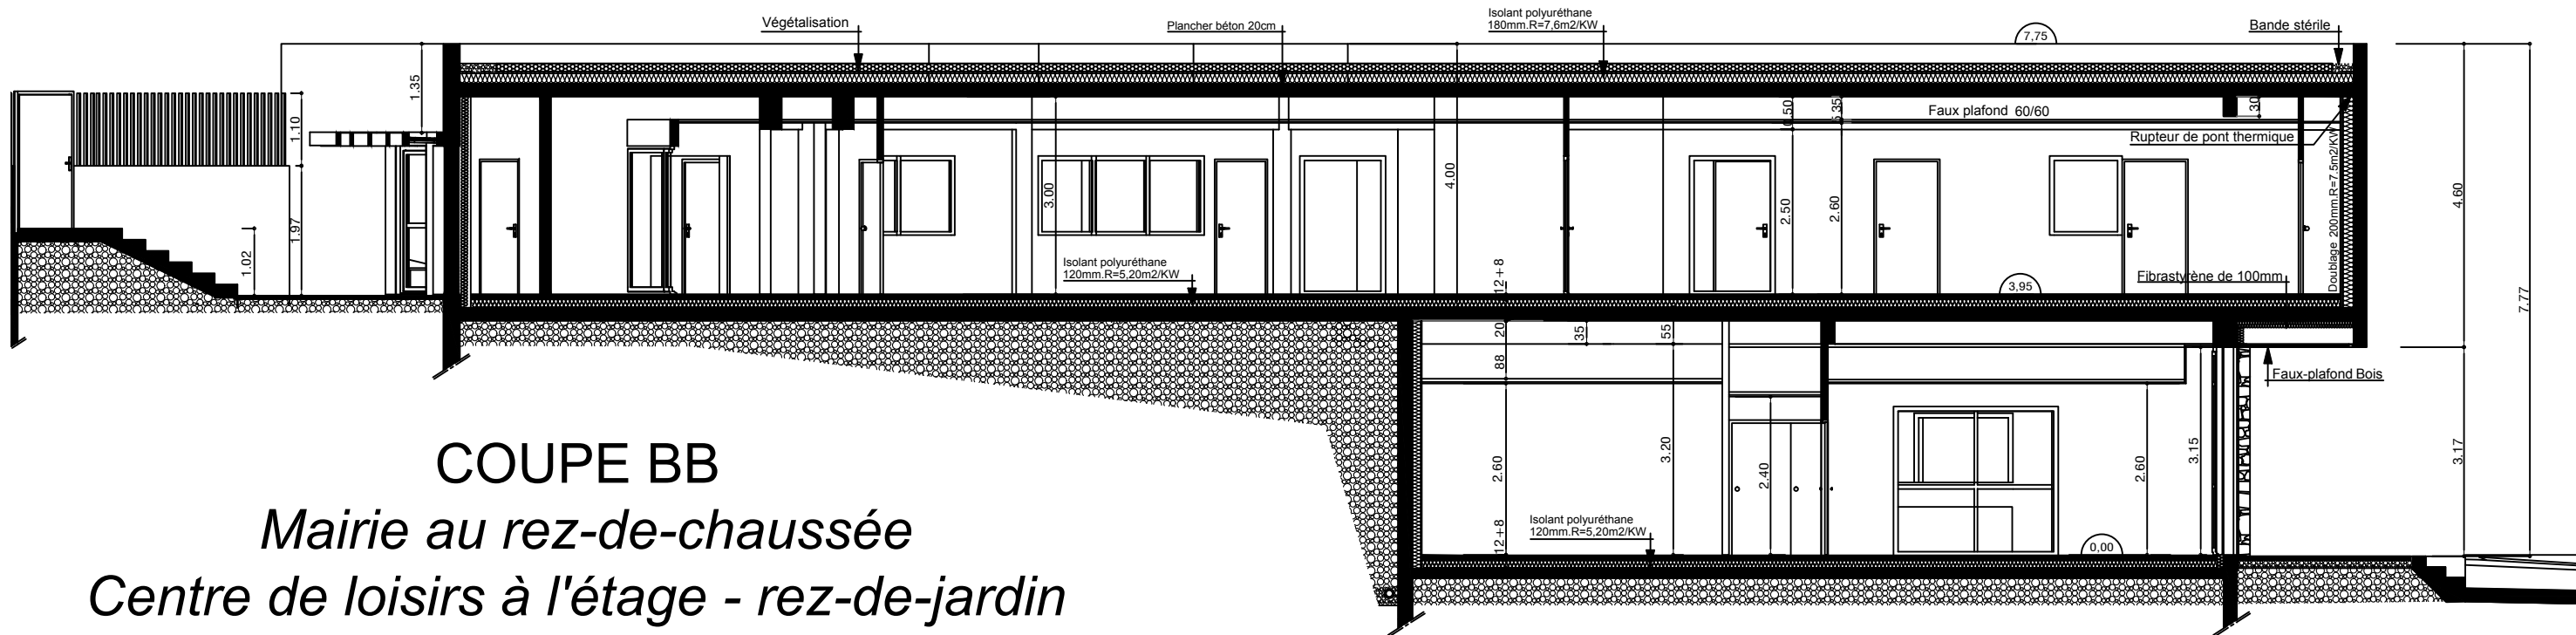 Végétalisation
Plancher béton 20cm
Isolant polyuréthane
180mm.R=7,6m2/KW
7,75
Bande stérile
1.35
1.10
1.97
1.02
3.00
4.00
.50
2.50
2.60
Faux plafond 60/60
30
Rupteur de pont thermique
Doublage 200mm.R=7.5m2/KW
4.60
7.77
Isolant polyuréthane
120mm.R=5,20m2/KW
12+8
3,95
Fibrastyrène de 100mm
20
35
55
88
Faux-plafond Bois
2.60
3.20
2.40
2.60
3.15
3.17
Isolant polyuréthane
120mm.R=5,20m2/KW
12+8
0,00
COUPE BB
Mairie au rez-de-chaussée
Centre de loisirs à l'étage - rez-de-jardin